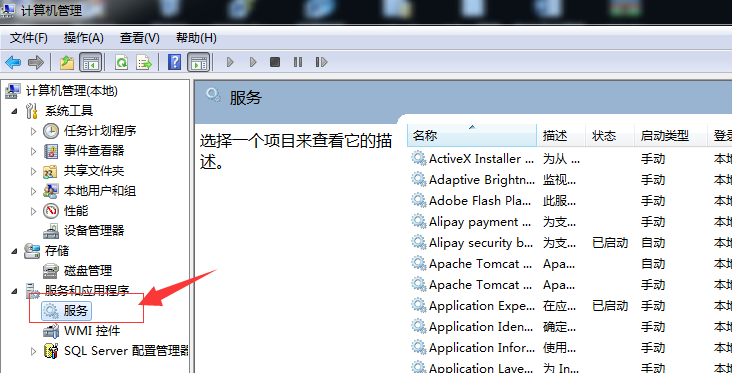 计算机管理
文件(F) 操作(A) 查看(V) 帮助(H)
计算机管理(本地)
系统工具
任务计划程序
事件查看器
共享文件夹
本地用户和组
性能
设备管理器
存储
磁盘管理
服务和应用程序
服务
WMI 控件
SQL Server 配置管理器
服务
选择一个项目来查看它的描
述。
名称 描述 状态 启动类型 登录
ActiveX Installer ... 为从 ... 手动 本地
Adaptive Brightn... 监视... 手动 本地
Adobe Flash Pla... 此服... 手动 本地
Alipay payment ... 为支... 手动 本地
Alipay security b... 为支... 已启动 自动 本地
Apache Tomcat ... Apa... 自动 本地
Apache Tomcat ... Apa... 手动 本地
Application Expe... 在应... 已启动 手动 本地
Application Iden... 确定... 手动 本地
Application Infor... 使用... 手动 本地
Application Laye... 为 In... 手动 本地